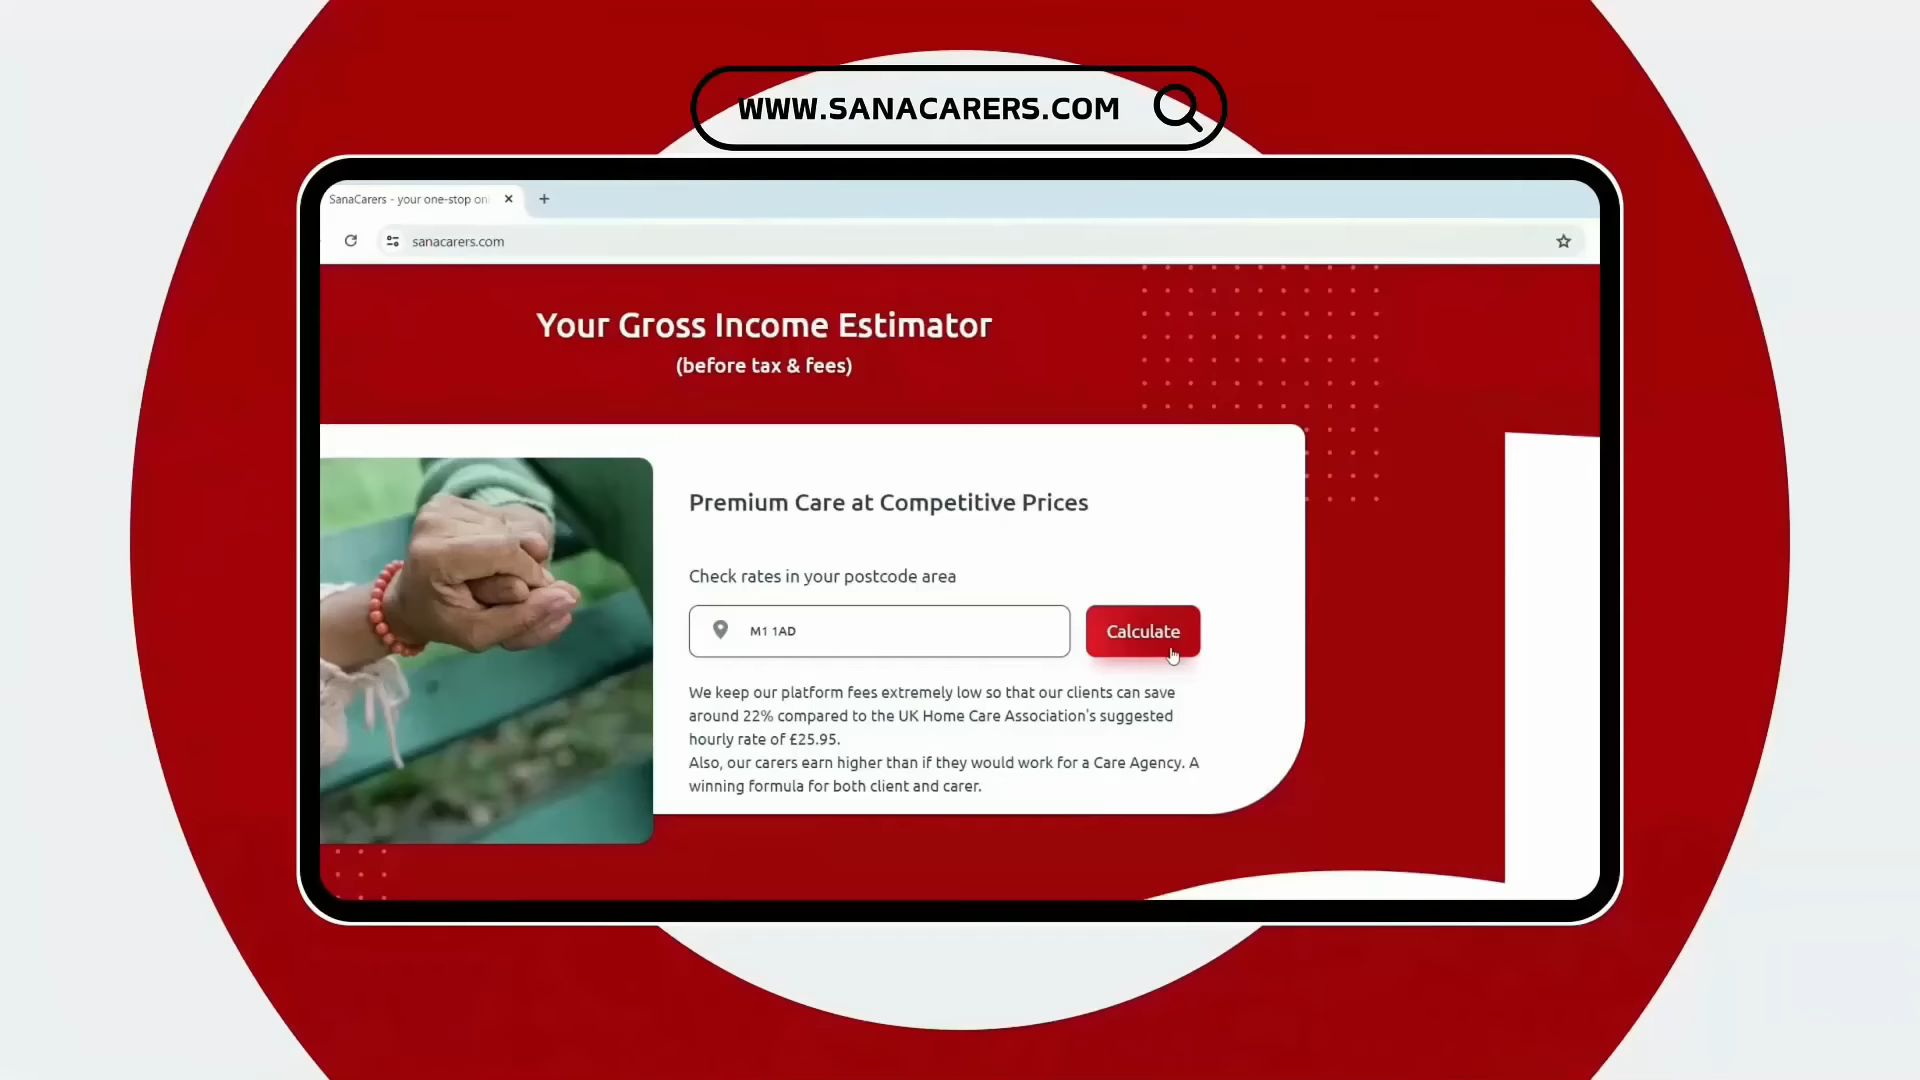 WWW.SANACARERS.COM
SanaCarers - your one-stop on
sanacarers.com
Your Gross Income Estimator
(before tax & fees)
Premium Care at Competitive Prices
Check rates in your postcode area
M1 1AD
Calculate
We keep our platform fees extremely low so that our clients can save
around 22% compared to the UK Home Care Association's suggested
hourly rate of £25.95.
Also, our carers earn higher than if they would work for a Care Agency. A
winning formula for both client and carer.